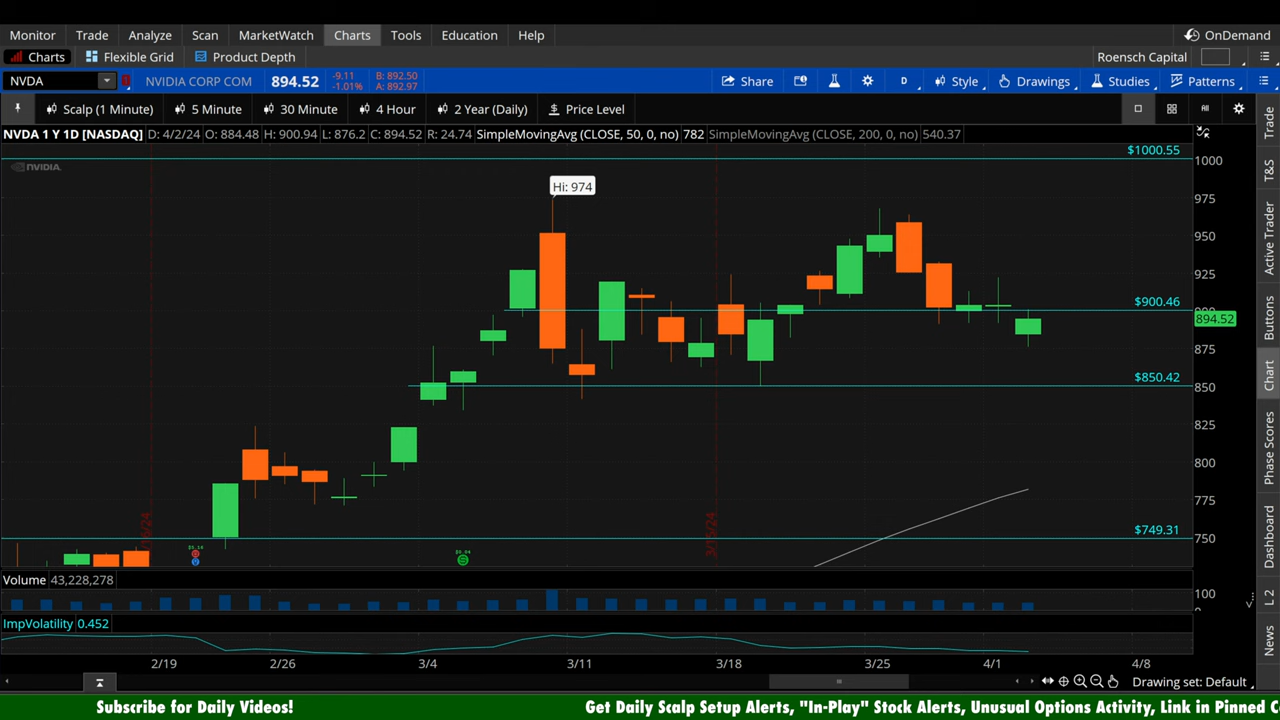 Monitor Trade Analyze Scan MarketWatch Charts Tools Education Help OnDemand
Charts Flexible Grid Product Depth Roensch Capital
NVDA NVIDIA CORP COM 894.52 -9.11 -1.01% B: 892.50 A: 892.97 Share D Style Drawings Studies Patterns
Scalp (1 Minute) 5 Minute 30 Minute 4 Hour 2 Year (Daily) $ Price Level
NVDA 1 Y 1D [NASDAQ] D: 4/2/24 O: 884.48 H: 900.94 L: 876.2 C: 894.52 R: 24.74 SimpleMovingAvg (CLOSE, 50, 0, no) 782 SimpleMovingAvg (CLOSE, 200, 0, no) 540.37
NVIDIA.
$1000.55
1000
Hi: 974
975
950
925
$900.46
894.52
875
$850.42
850
825
800
775
3/15/24
$749.31
750
Volume 43,228,278
100
0
ImpVolatility 0.452
2/19 2/26 3/4 3/11 3/18 3/25 4/1 4/8
Drawing set: Default
Trade
T&S
Active Trader
Buttons
Chart
Phase Scores
Dashboard
L 2
News
Subscribe for Daily Videos! Get Daily Scalp Setup Alerts, "In-Play" Stock Alerts, Unusual Options Activity, Link in Pinned Co